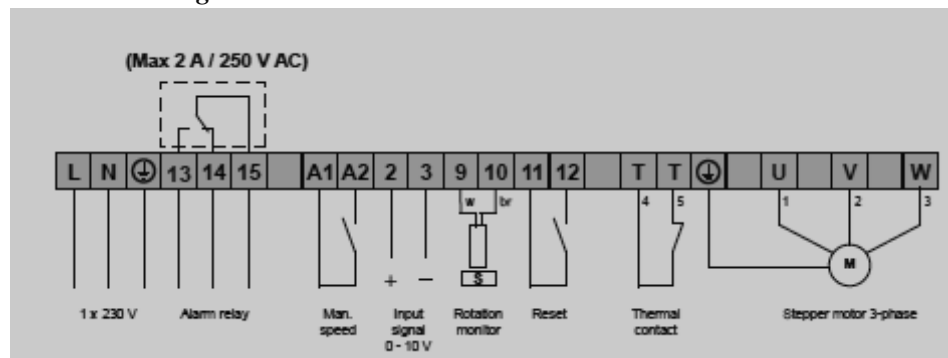 (Max 2 A / 250 V AC)
L N 13 14 15 A1 A2 2 3 9 10 11 12 T T U V W
w br 4 5 1 2 3
+ − S M
1 x 230 V Alarm relay Man. speed Input signal 0 - 10 V Rotation monitor Reset Thermal contact Stepper motor 3-phase